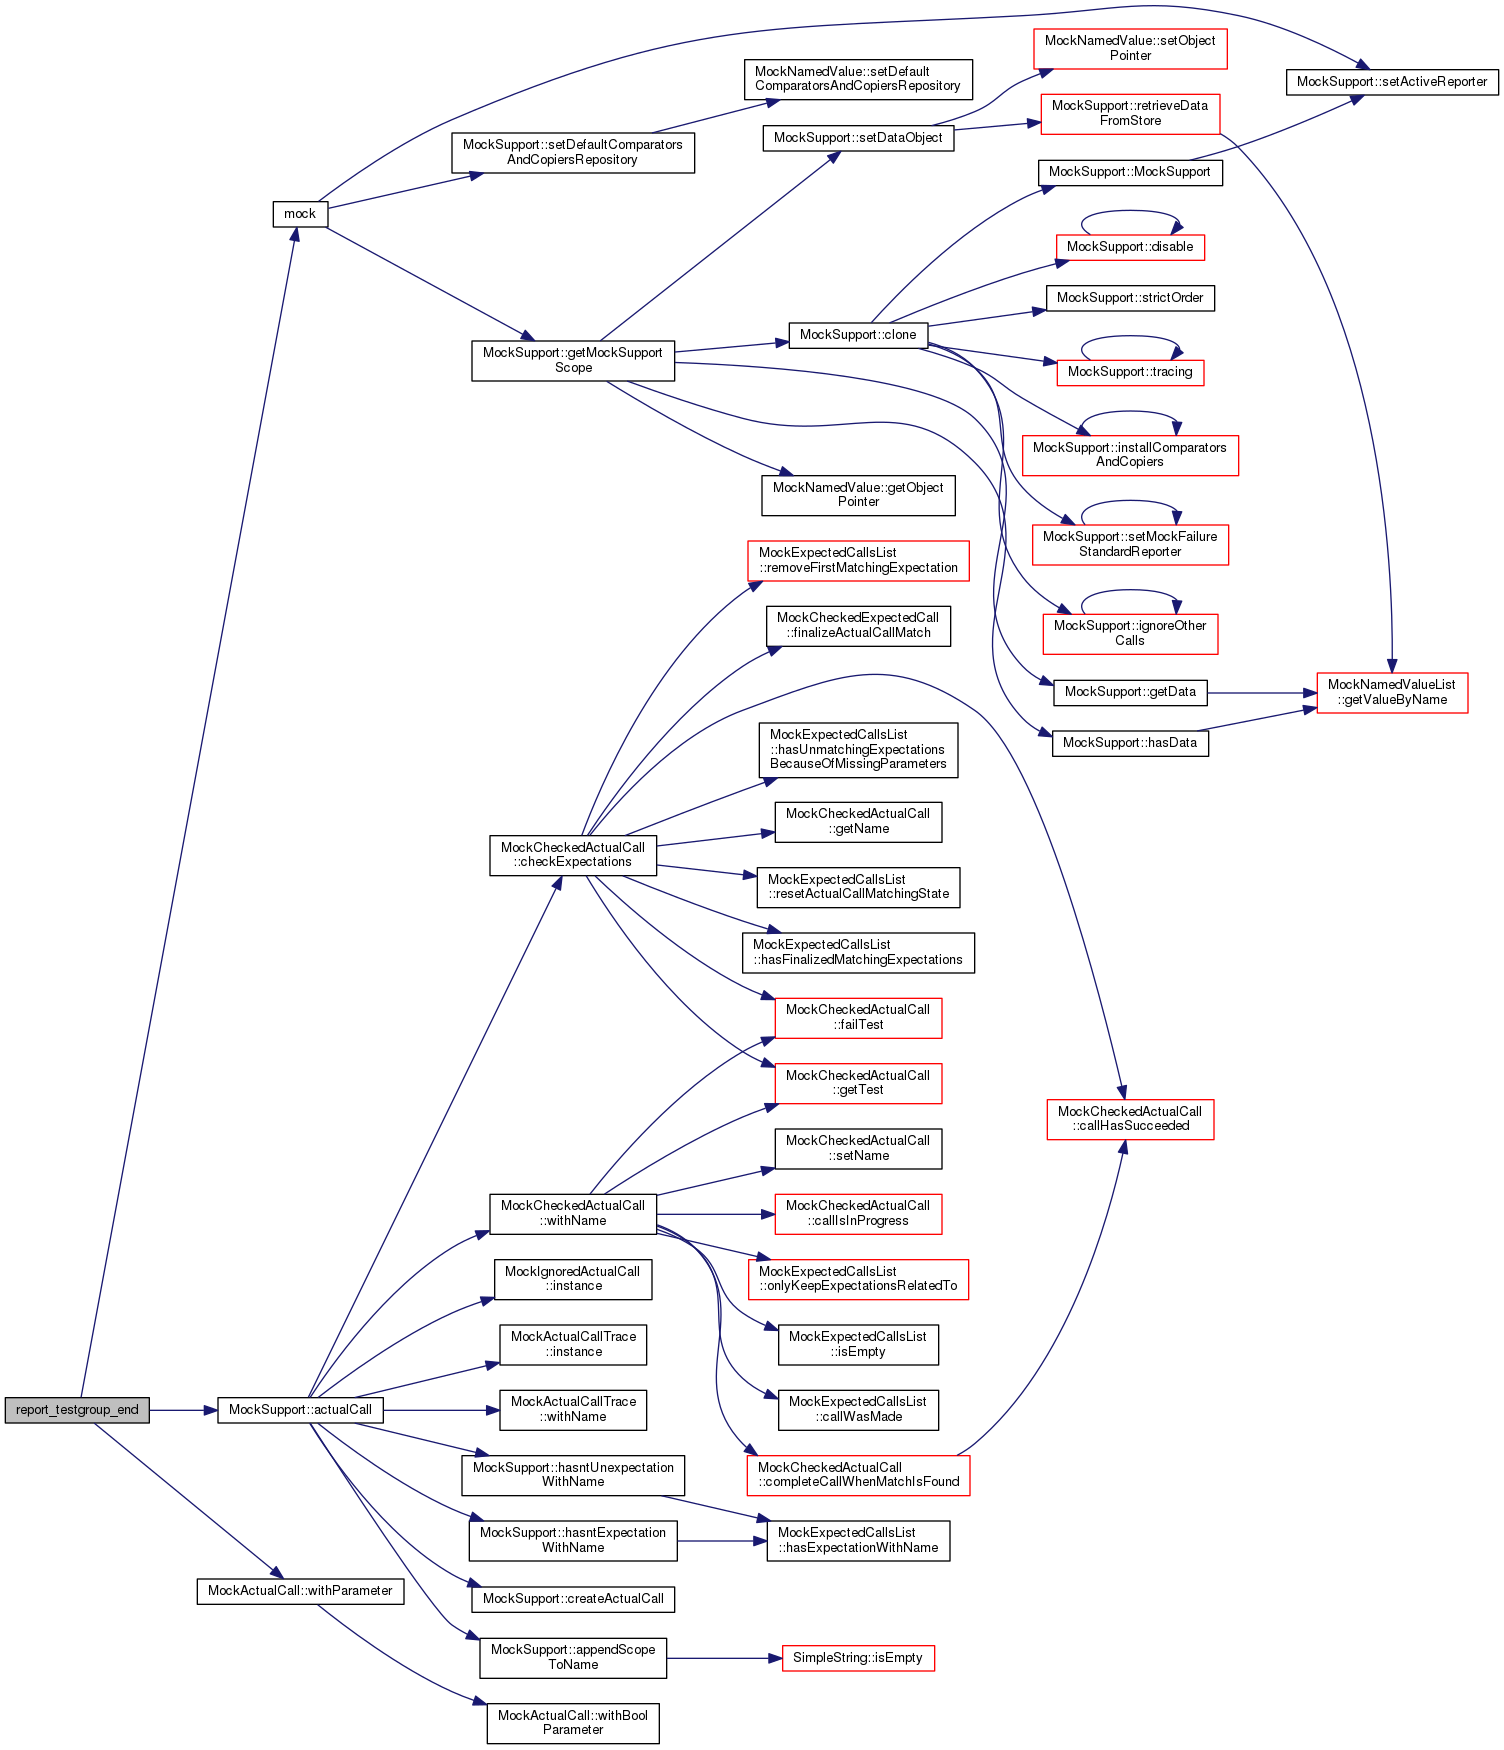 MockNamedValue::setObject
Pointer
MockNamedValue::setDefault
ComparatorsAndCopiersRepository
MockSupport::setActiveReporter
MockSupport::retrieveData
FromStore
MockSupport::setDataObject
MockSupport::setDefaultComparators
AndCopiersRepository
MockSupport::MockSupport
mock
MockSupport::disable
MockSupport::strictOrder
MockSupport::clone
MockSupport::getMockSupport
Scope
MockSupport::tracing
MockSupport::installComparators
AndCopiers
MockNamedValue::getObject
Pointer
MockSupport::setMockFailure
StandardReporter
MockExpectedCallsList
::removeFirstMatchingExpectation
MockCheckedExpectedCall
::finalizeActualCallMatch
MockSupport::ignoreOther
Calls
MockSupport::getData
MockNamedValueList
::getValueByName
MockSupport::hasData
MockExpectedCallsList
::hasUnmatchingExpectations
BecauseOfMissingParameters
MockCheckedActualCall
::getName
MockCheckedActualCall
::checkExpectations
MockExpectedCallsList
::resetActualCallMatchingState
MockExpectedCallsList
::hasFinalizedMatchingExpectations
MockCheckedActualCall
::failTest
MockCheckedActualCall
::getTest
MockCheckedActualCall
::callHasSucceeded
MockCheckedActualCall
::setName
MockCheckedActualCall
::withName
MockCheckedActualCall
::callIsInProgress
MockIgnoredActualCall
::instance
MockExpectedCallsList
::onlyKeepExpectationsRelatedTo
MockActualCallTrace
::instance
MockExpectedCallsList
::isEmpty
report_testgroup_end
MockSupport::actualCall
MockActualCallTrace
::withName
MockExpectedCallsList
::callWasMade
MockSupport::hasntUnexpectation
WithName
MockCheckedActualCall
::completeCallWhenMatchIsFound
MockSupport::hasntExpectation
WithName
MockExpectedCallsList
::hasExpectationWithName
MockActualCall::withParameter
MockSupport::createActualCall
MockSupport::appendScope
ToName
SimpleString::isEmpty
MockActualCall::withBool
Parameter